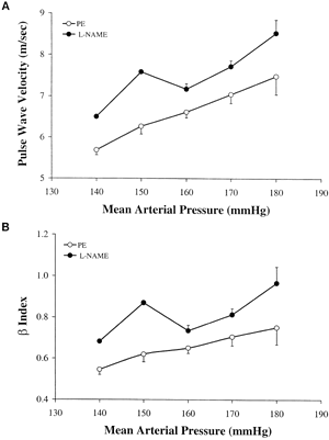 A
Pulse Wave Velocity (m/sec)
9
8
7
6
5
PE
L-NAME
130 140 150 160 170 180 190
Mean Arterial Pressure (mmHg)
B
β Index
1.2
1.0
0.8
0.6
0.4
PE
L-NAME
130 140 150 160 170 180 190
Mean Arterial Pressure (mmHg)